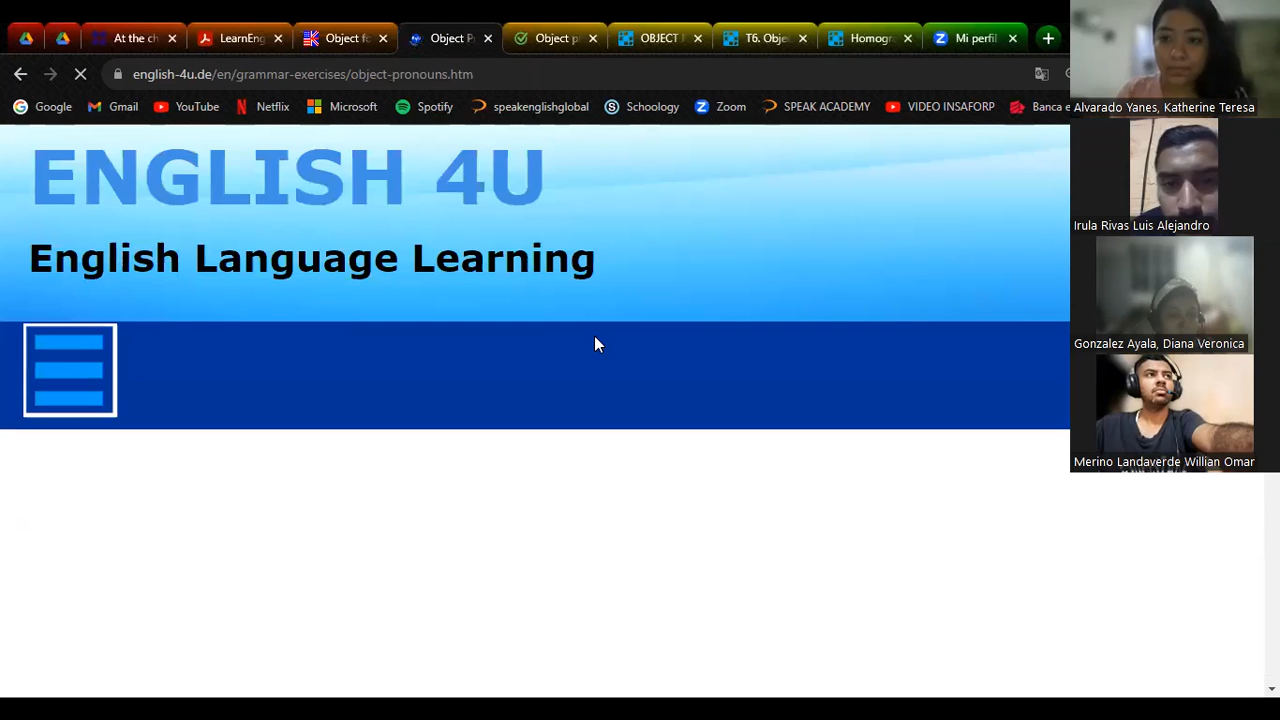 At the ch
LearnEng
Object fo
Object P
Object p
OBJECT
T6. Obje
Homogra
Mi perfil
english-4u.de/en/grammar-exercises/object-pronouns.htm
Google
Gmail
YouTube
Netflix
Microsoft
Spotify
speakenglishglobal
Schoology
Zoom
SPEAK ACADEMY
VIDEO INSAFORP
Banca e
ENGLISH 4U
English Language Learning
Alvarado Yanes, Katherine Teresa
Irula Rivas Luis Alejandro
Gonzalez Ayala, Diana Veronica
Merino Landaverde Willian Omar